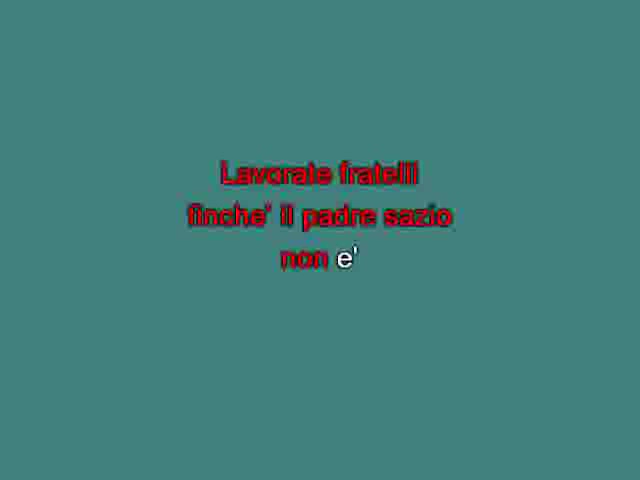 Lavorate fratelli
finche' il padre sazio
non e'